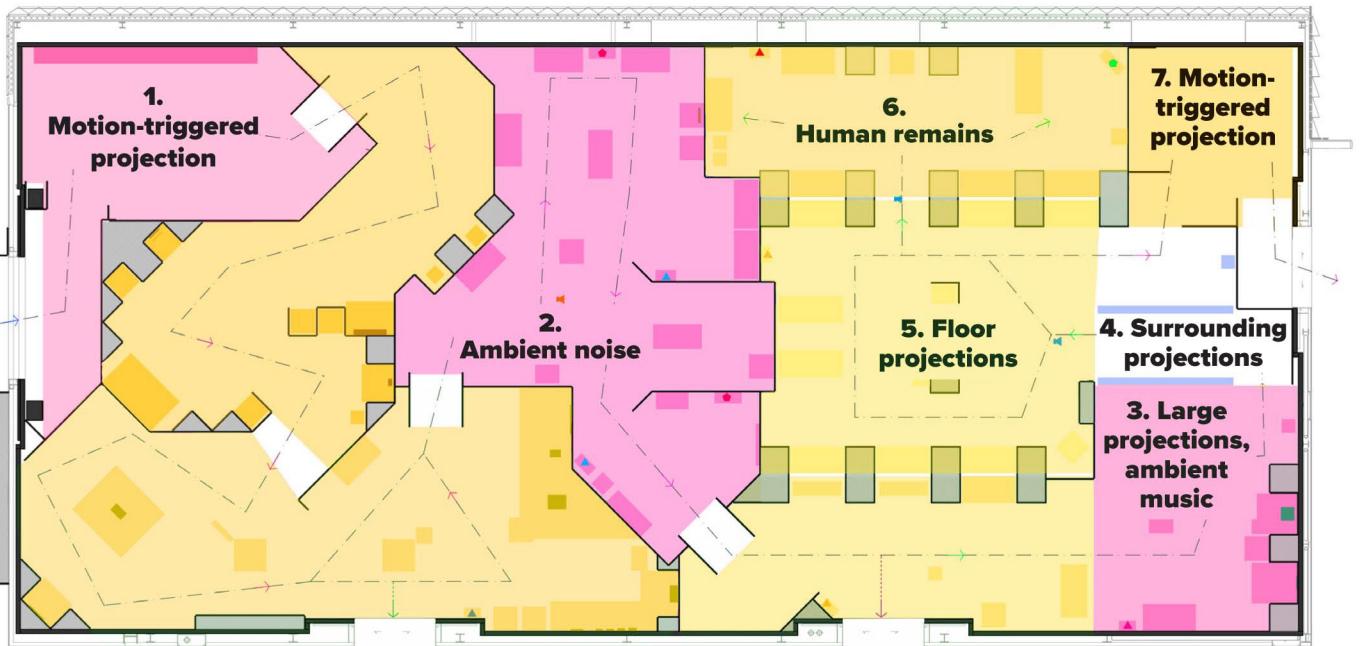 1.
Motion-triggered
projection
2.
Ambient noise
3. Large
projections,
ambient
music
4. Surrounding
projections
5. Floor
projections
6.
Human remains
7. Motion-
triggered
projection